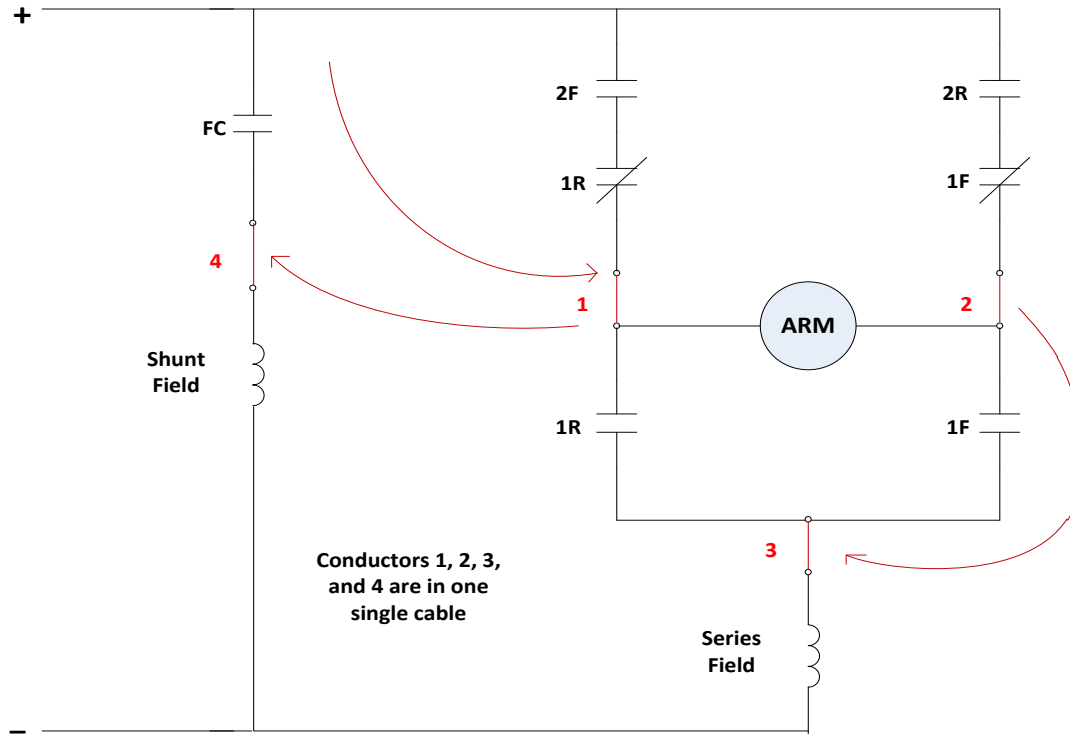 +
2F
2R
FC
1R
1F
4
1
2
ARM
Shunt
Field
1R
1F
3
Conductors 1, 2, 3,
and 4 are in one
single cable
Series
Field
–